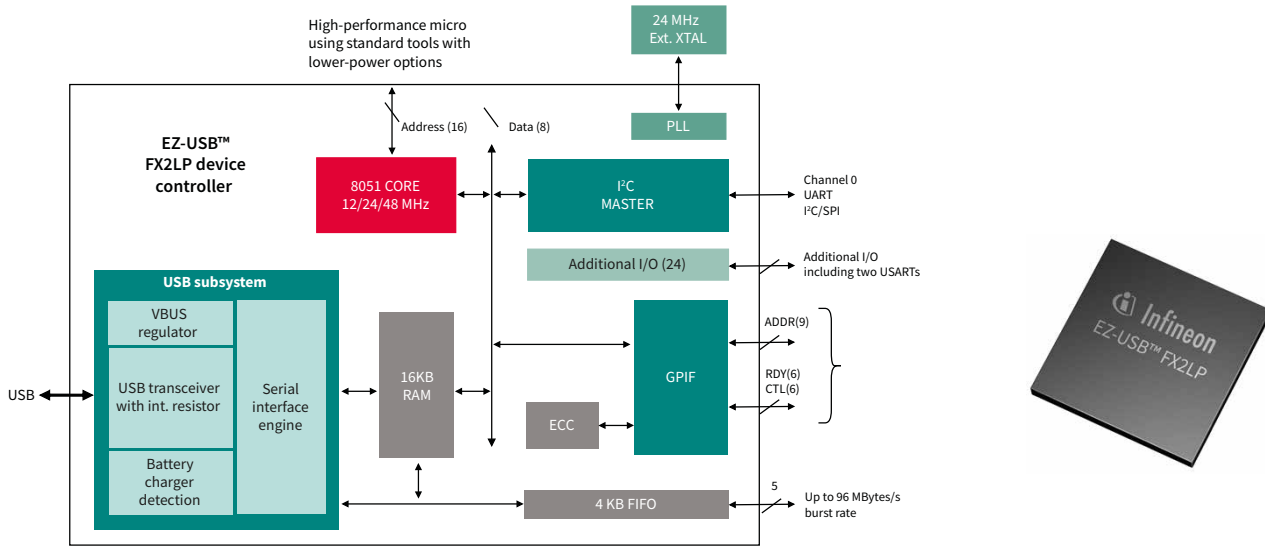 High-performance micro
using standard tools with
lower-power options
24 MHz
Ext. XTAL
Address (16)
Data (8)
PLL
EZ-USB™
FX2LP device
controller
8051 CORE
12/24/48 MHz
I²C
MASTER
Channel 0
UART
I²C/SPI
Additional I/O (24)
Additional I/O
including two USARTs
USB subsystem
VBUS
regulator
USB transceiver
with int. resistor
Battery
charger
detection
Serial
interface
engine
USB
16KB
RAM
GPIF
ADDR(9)
RDY(6)
CTL(6)
ECC
4 KB FIFO
5
Up to 96 MBytes/s
burst rate
Infineon
EZ-USB™ FX2LP